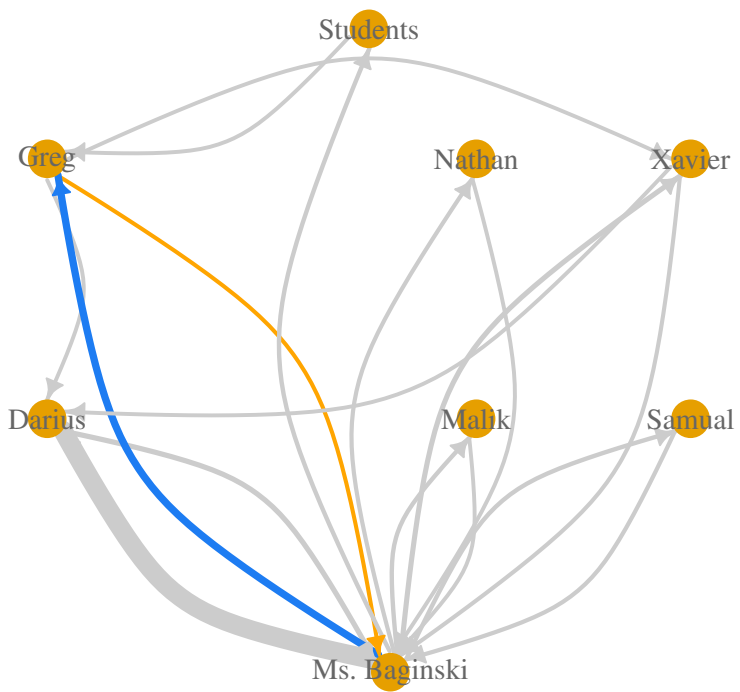 Students
Greg
Nathan
Xavier
Darius
Malik
Samual
Ms. Baginski